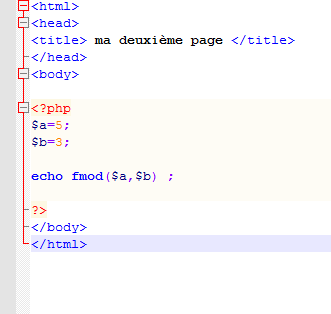 <html>
<head>
<title> ma deuxième page </title>
</head>
<body>
<?php
$a=5;
$b=3;
echo fmod($a,$b) ;
?>
</body>
</html>